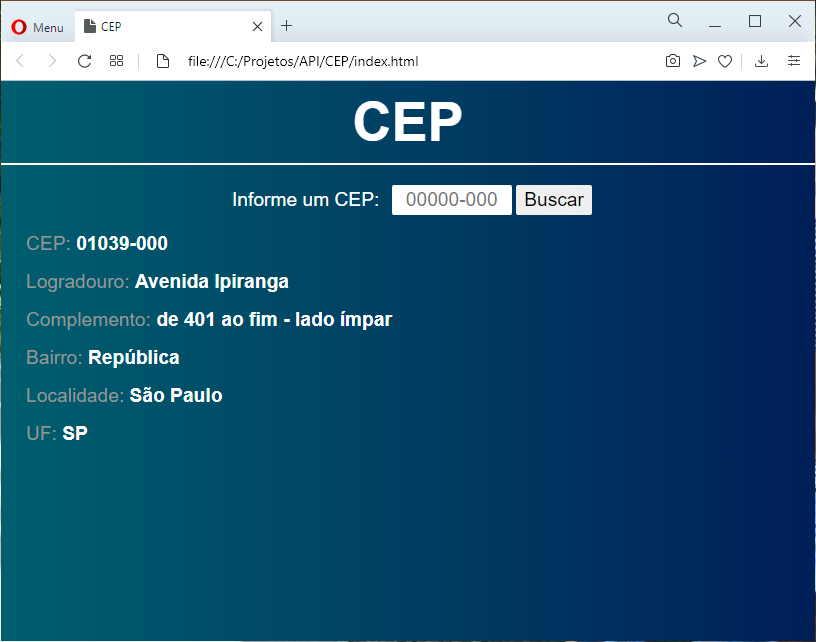 Menu CEP
file:///C:/Projetos/API/CEP/index.html
CEP
Informe um CEP: 00000-000 Buscar
CEP: 01039-000
Logradouro: Avenida Ipiranga
Complemento: de 401 ao fim - lado ímpar
Bairro: República
Localidade: São Paulo
UF: SP